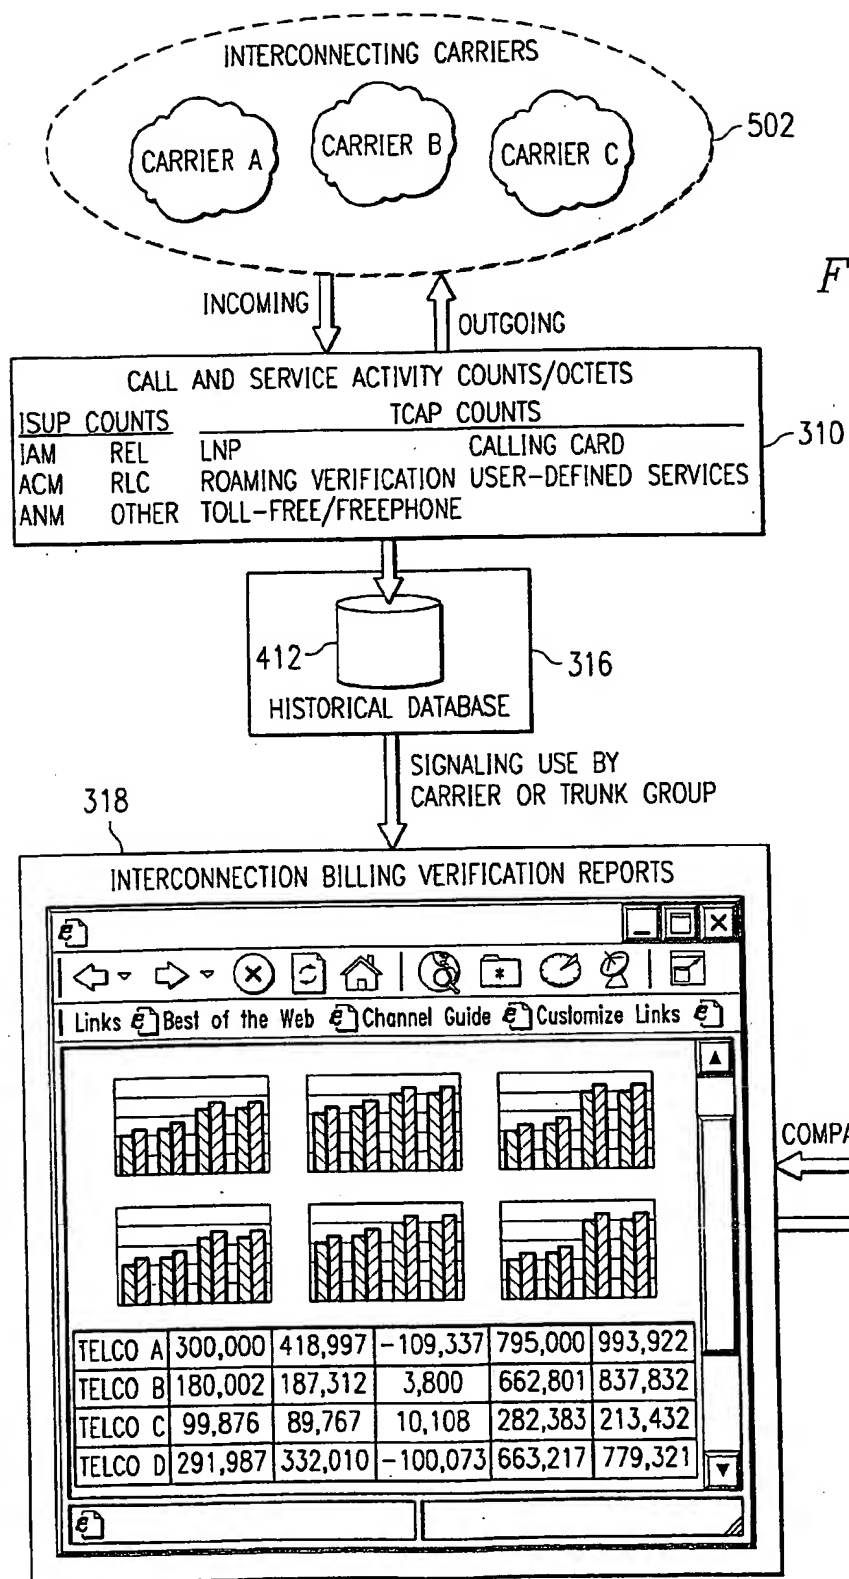 INTERCONNECTING CARRIERS
CARRIER A
CARRIER B
CARRIER C
502
F
INCOMING
OUTGOING
CALL AND SERVICE ACTIVITY COUNTS/OCTETS
ISUP COUNTS TCAP COUNTS
IAM REL LNP CALLING CARD
ACM RLC ROAMING VERIFICATION USER-DEFINED SERVICES
ANM OTHER TOLL-FREE/FREEPHONE
310
412
316
HISTORICAL DATABASE
SIGNALING USE BY
CARRIER OR TRUNK GROUP
318
INTERCONNECTION BILLING VERIFICATION REPORTS
Links Best of the Web Channel Guide Customize Links
COMPA
TELCO A 300,000 418,997 -109,337 795,000 993,922
TELCO B 180,002 187,312 3,800 662,801 837,832
TELCO C 99,876 89,767 10,108 282,383 213,432
TELCO D 291,987 332,010 -100,073 663,217 779,321